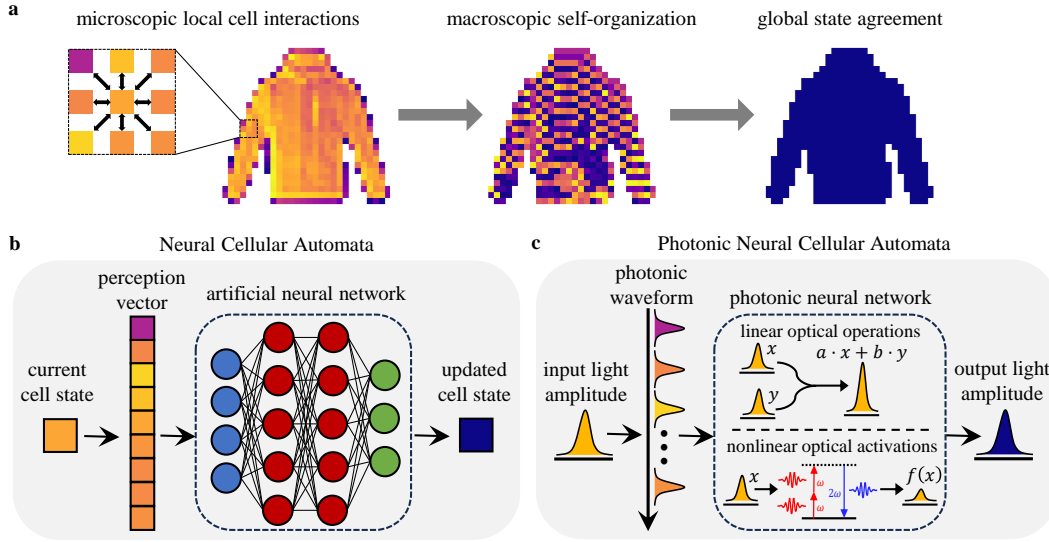 a
microscopic local cell interactions
macroscopic self-organization
global state agreement
b
Neural Cellular Automata
perception
vector
artificial neural network
current
cell state
updated
cell state
c
Photonic Neural Cellular Automata
photonic
waveform
photonic neural network
linear optical operations
x
a · x + b · y
y
input light
amplitude
output light
amplitude
nonlinear optical activations
x
ω
ω
2ω
f(x)